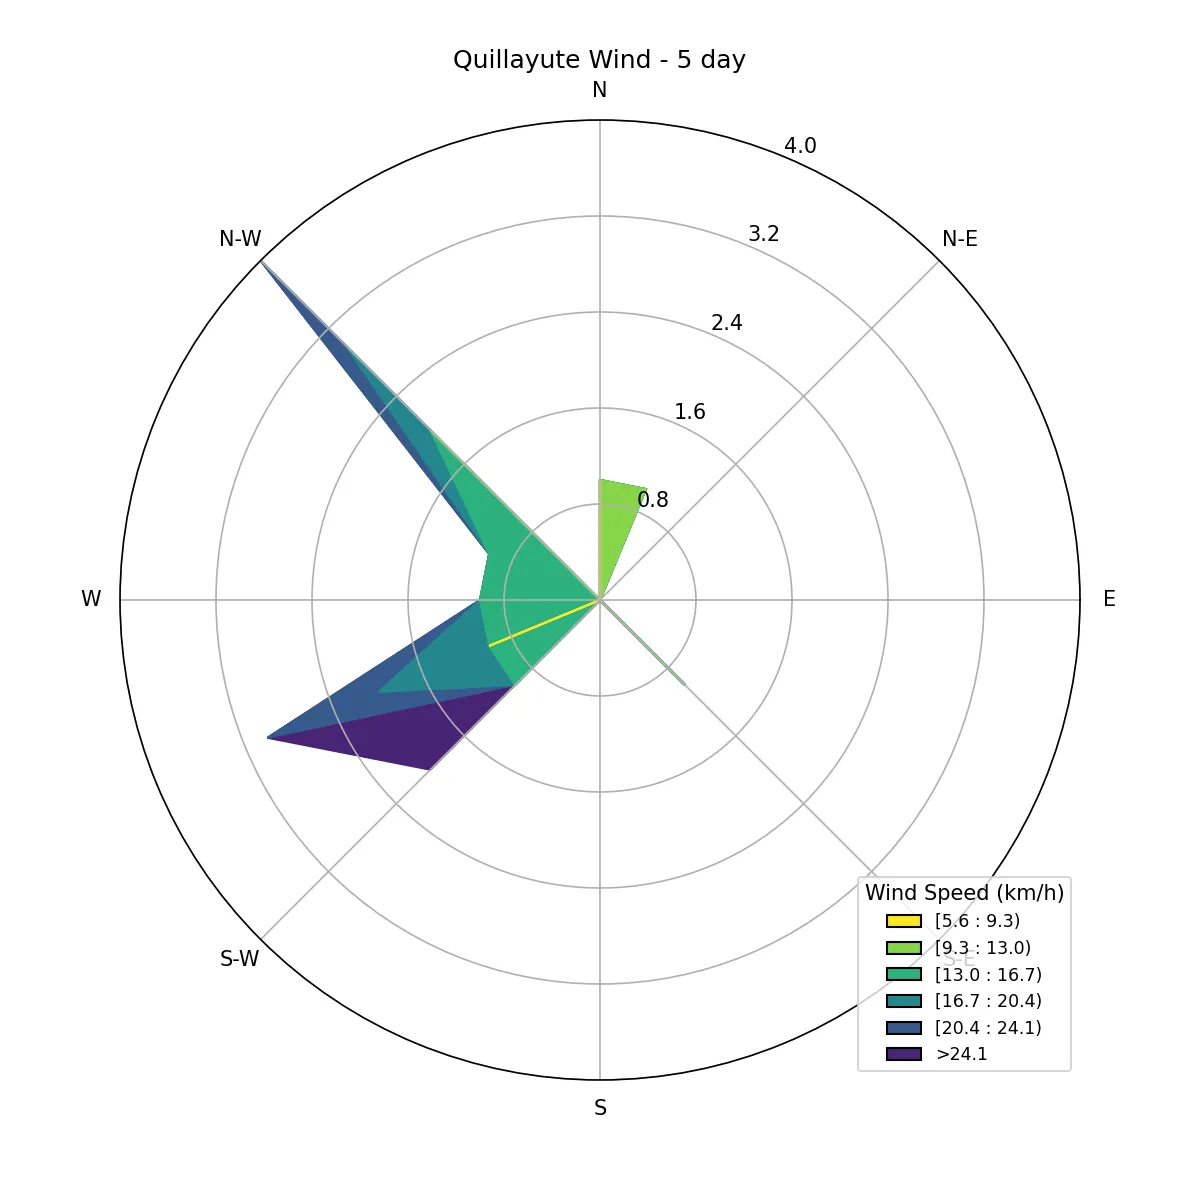 Quillayute Wind - 5 day
N
4.0
N-W
N-E
3.2
2.4
1.6
0.8
W
E
S-W
S-E
S
Wind Speed (km/h)
[5.6 : 9.3)
[9.3 : 13.0)
[13.0 : 16.7)
[16.7 : 20.4)
[20.4 : 24.1)
>24.1